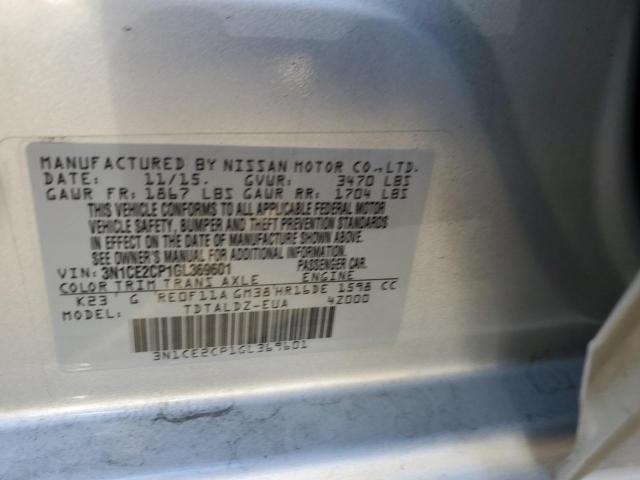 MANUFACTURED BY NISSAN MOTOR CO.,LTD.
DATE: 11/15. GVWR: 3470 LBS
GAWR FR: 1867 LBS GAWR RR: 1704 LBS
THIS VEHICLE CONFORMS TO ALL APPLICABLE FEDERAL MOTOR
VEHICLE SAFETY, BUMPER AND THEFT PREVENTION STANDARDS
IN EFFECT ON THE DATE OF MANUFACTURE SHOWN ABOVE.
SEE OWNER'S MANUAL FOR ADDITIONAL INFORMATION.
VIN: 3N1CE2CP1GL369601 PASSENGER CAR
COLOR TRIM TRANS AXLE ENGINE
K23 G RE0F11A GM38 HR16DE 1598 CC
MODEL: TDTALDZ-EUA 4Z000
3N1CE2CP1GL369601